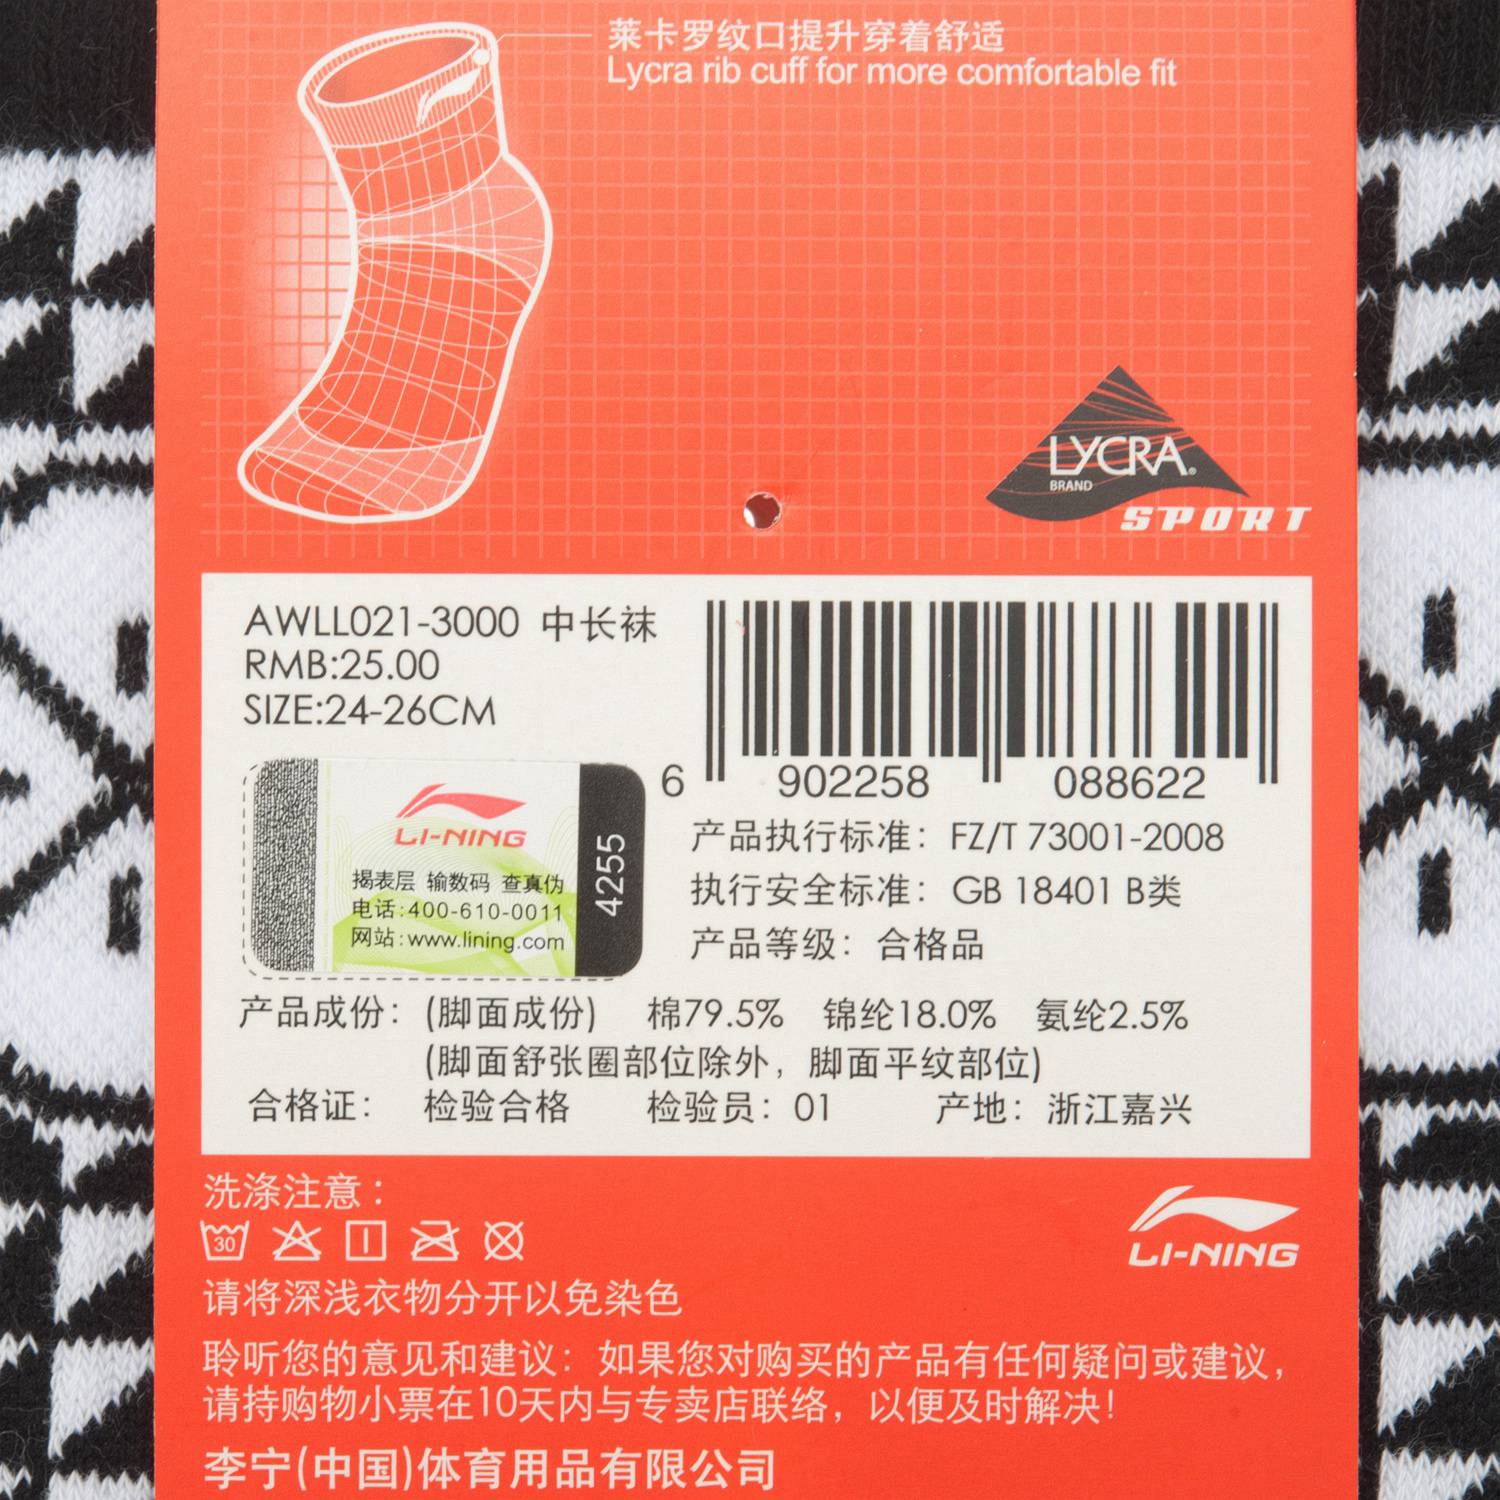 莱卡罗纹口提升穿着舒适
Lycra rib cuff for more comfortable fit
LYCRA®
BRAND
SPORT
AWLL021-3000 中长袜
RMB:25.00
SIZE:24-26CM
6 902258 088622
LI-NING
揭表层 输数码 查真伪
电话:400-610-0011
网站:www.lining.com
4255
产品执行标准：FZ/T 73001-2008
执行安全标准：GB 18401 B类
产品等级：合格品
产品成份：(脚面成份) 棉79.5% 锦纶18.0% 氨纶2.5%
(脚面舒张圈部位除外，脚面平纹部位)
合格证： 检验合格 检验员：01 产地：浙江嘉兴
洗涤注意：
30
LI-NING
请将深浅衣物分开以免染色
聆听您的意见和建议：如果您对购买的产品有任何疑问或建议，
请持购物小票在10天内与专卖店联络，以便及时解决！
李宁(中国)体育用品有限公司